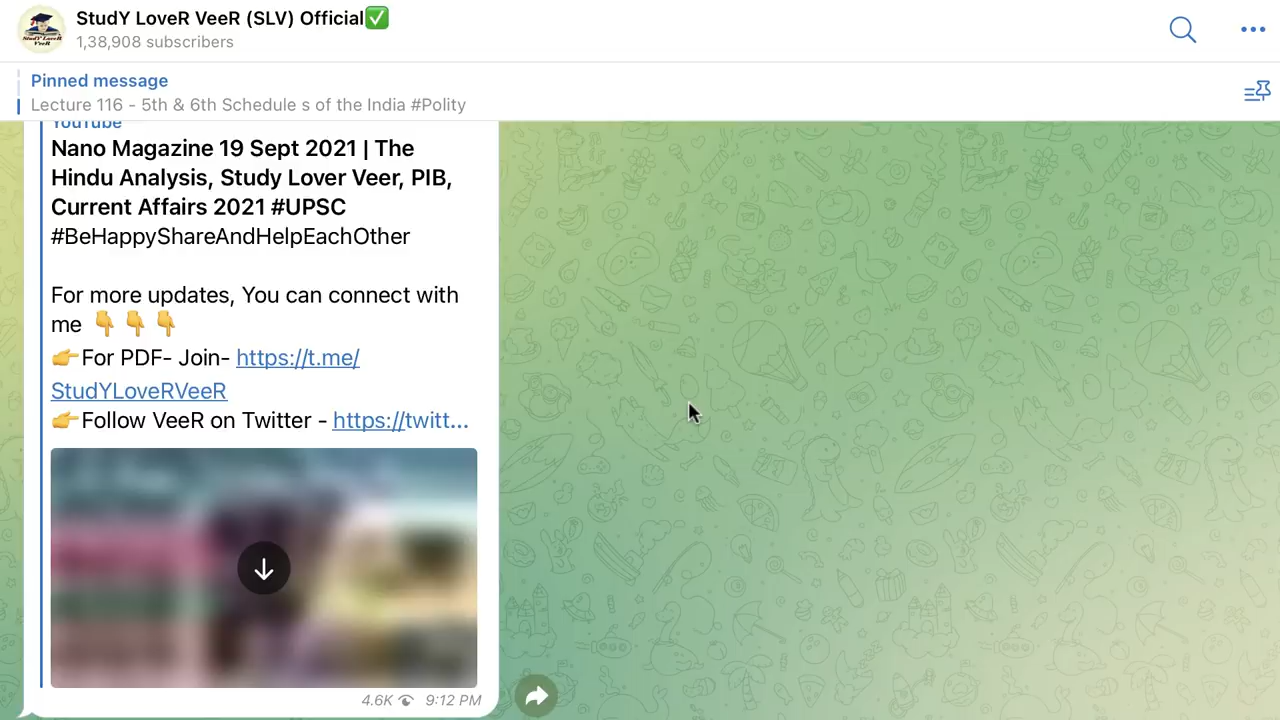 StudY LoveR VeeR (SLV) Official✅
1,38,908 subscribers
Pinned message
Lecture 116 - 5th & 6th Schedule s of the India #Polity
YouTube
Nano Magazine 19 Sept 2021 | The
Hindu Analysis, Study Lover Veer, PIB,
Current Affairs 2021 #UPSC
#BeHappyShareAndHelpEachOther
For more updates, You can connect with
me 👇 👇 👇
👉For PDF- Join- https://t.me/
StudYLoveRVeeR
👉Follow VeeR on Twitter - https://twitt...
4.6K 9:12 PM